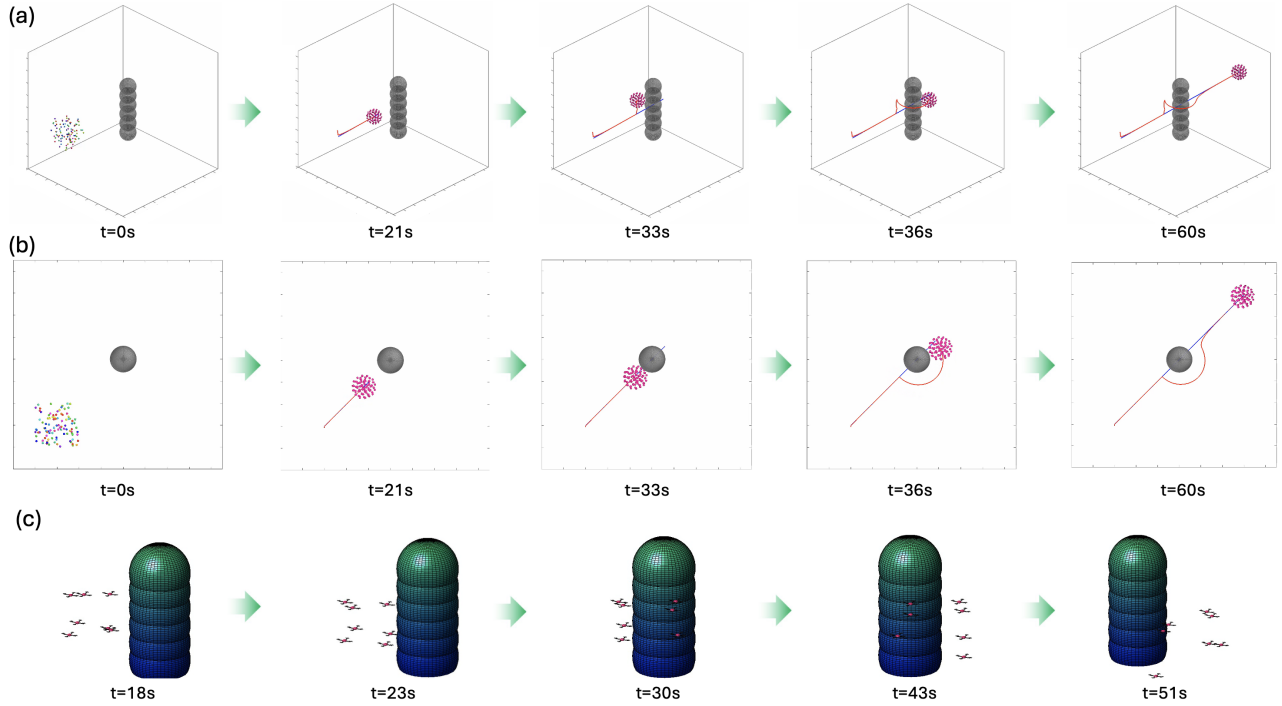 (a)
t=0s t=21s t=33s t=36s t=60s
(b)
t=0s t=21s t=33s t=36s t=60s
(c)
t=18s t=23s t=30s t=43s t=51s